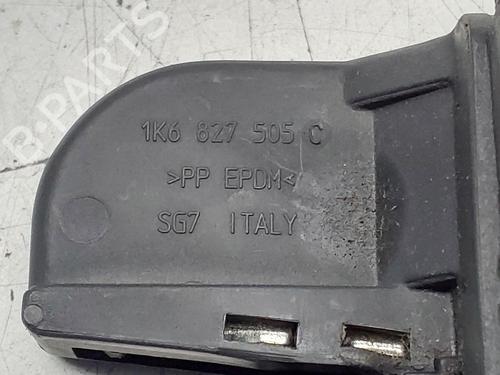 B-PARTS
1K6 827 505 C
>PP EPDM<
SG7 ITALY